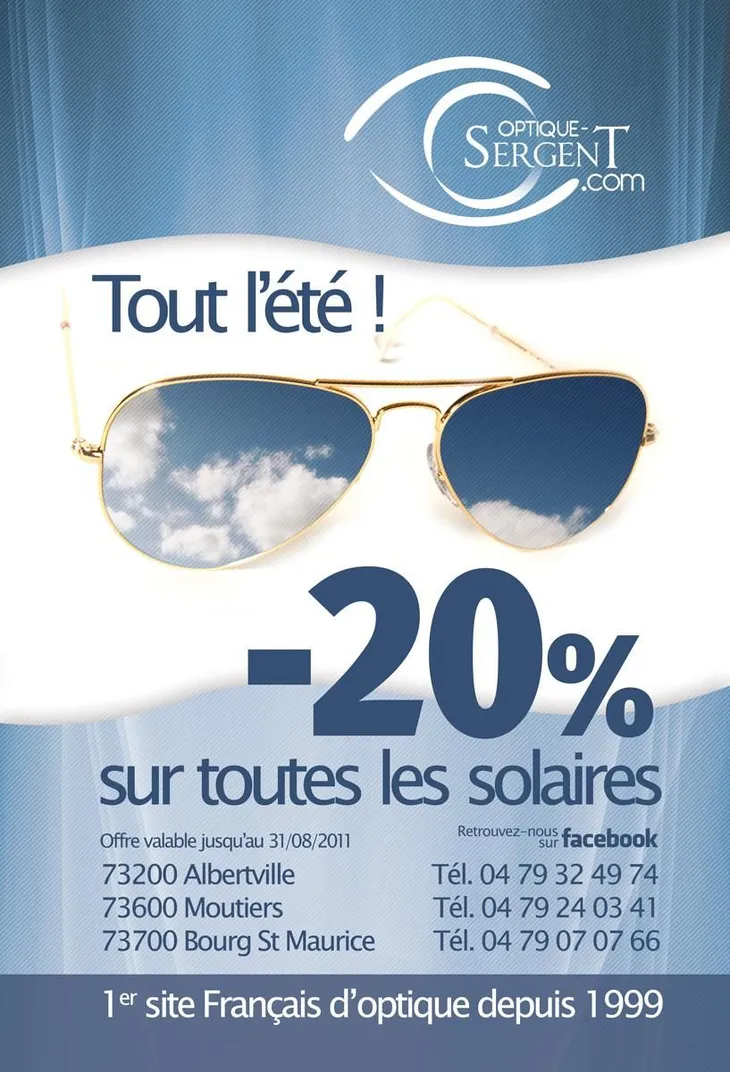 OPTIQUE-
SERGENT
.com
Tout l'été !
-20%
sur toutes les solaires
Offre valable jusqu'au 31/08/2011
Retrouvez-nous
sur facebook
73200 Albertville Tél. 04 79 32 49 74
73600 Moutiers Tél. 04 79 24 03 41
73700 Bourg St Maurice Tél. 04 79 07 07 66
1er site Français d'optique depuis 1999